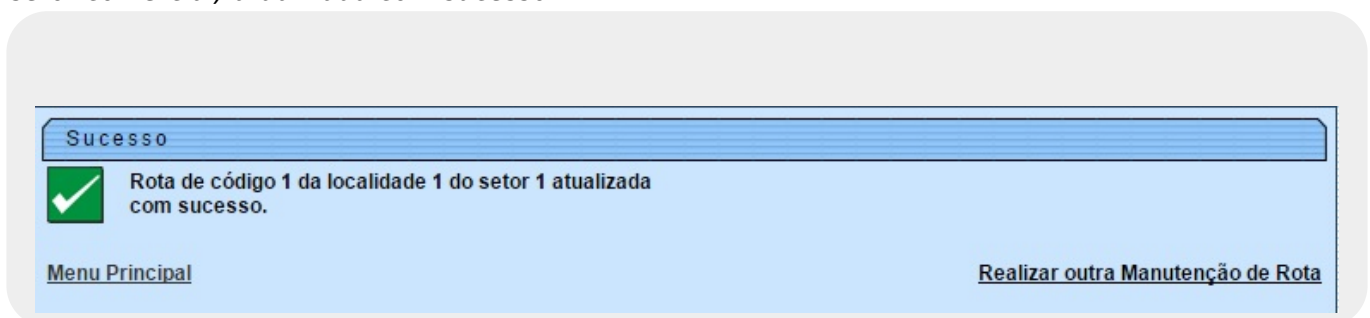 Sucesso
Rota de código 1 da localidade 1 do setor 1 atualizada
com sucesso.
Menu Principal
Realizar outra Manutenção de Rota